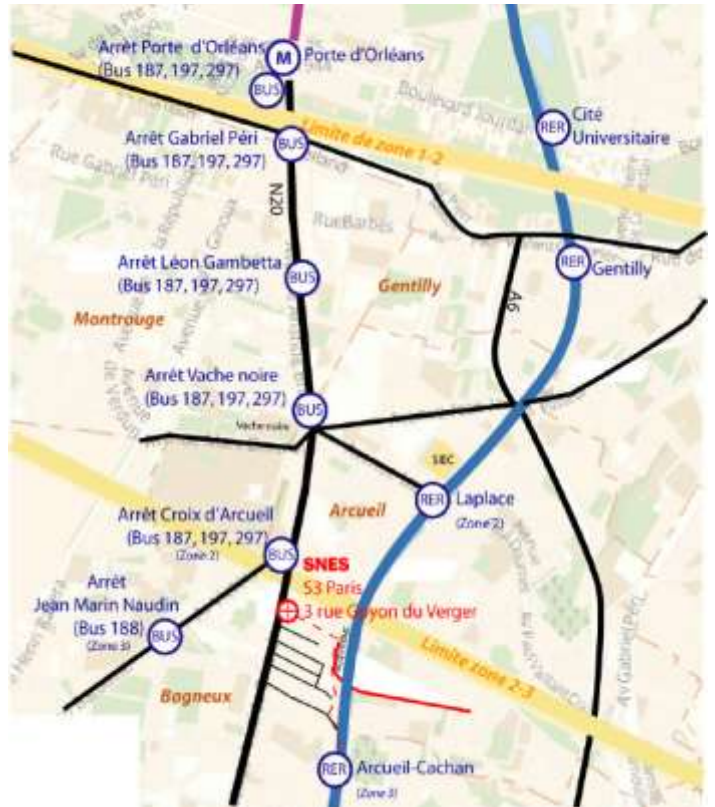 Arrêt Porte d'Orléans
(Bus 187, 197, 297)
M
Porte d'Orléans
BUS
Boulevard Jourdan
RER
Cité
Universitaire
Limite de zone 1-2
Arrêt Gabriel Péri
(Bus 187, 197, 297)
BUS
Rue Gabriel Péri
N20
Rue Barbès
Arrêt Léon Gambetta
(Bus 187, 197, 297)
BUS
Gentilly
RER
Gentilly
A6
Montrouge
Arrêt Vache noire
(Bus 187, 197, 297)
BUS
Vache noire
SIEC
Arrêt Croix d'Arcueil
(Bus 187, 197, 297)
(Zone 2)
BUS
Arcueil
RER
Laplace
(Zone 2)
SNES
S3 Paris
3 rue Guyon du Verger
Arrêt
Jean Marin Naudin
(Bus 188)
(Zone 3)
BUS
Limite zone 2-3
Av Gabriel Péri
Bagneux
RER
Arcueil-Cachan
(Zone 3)